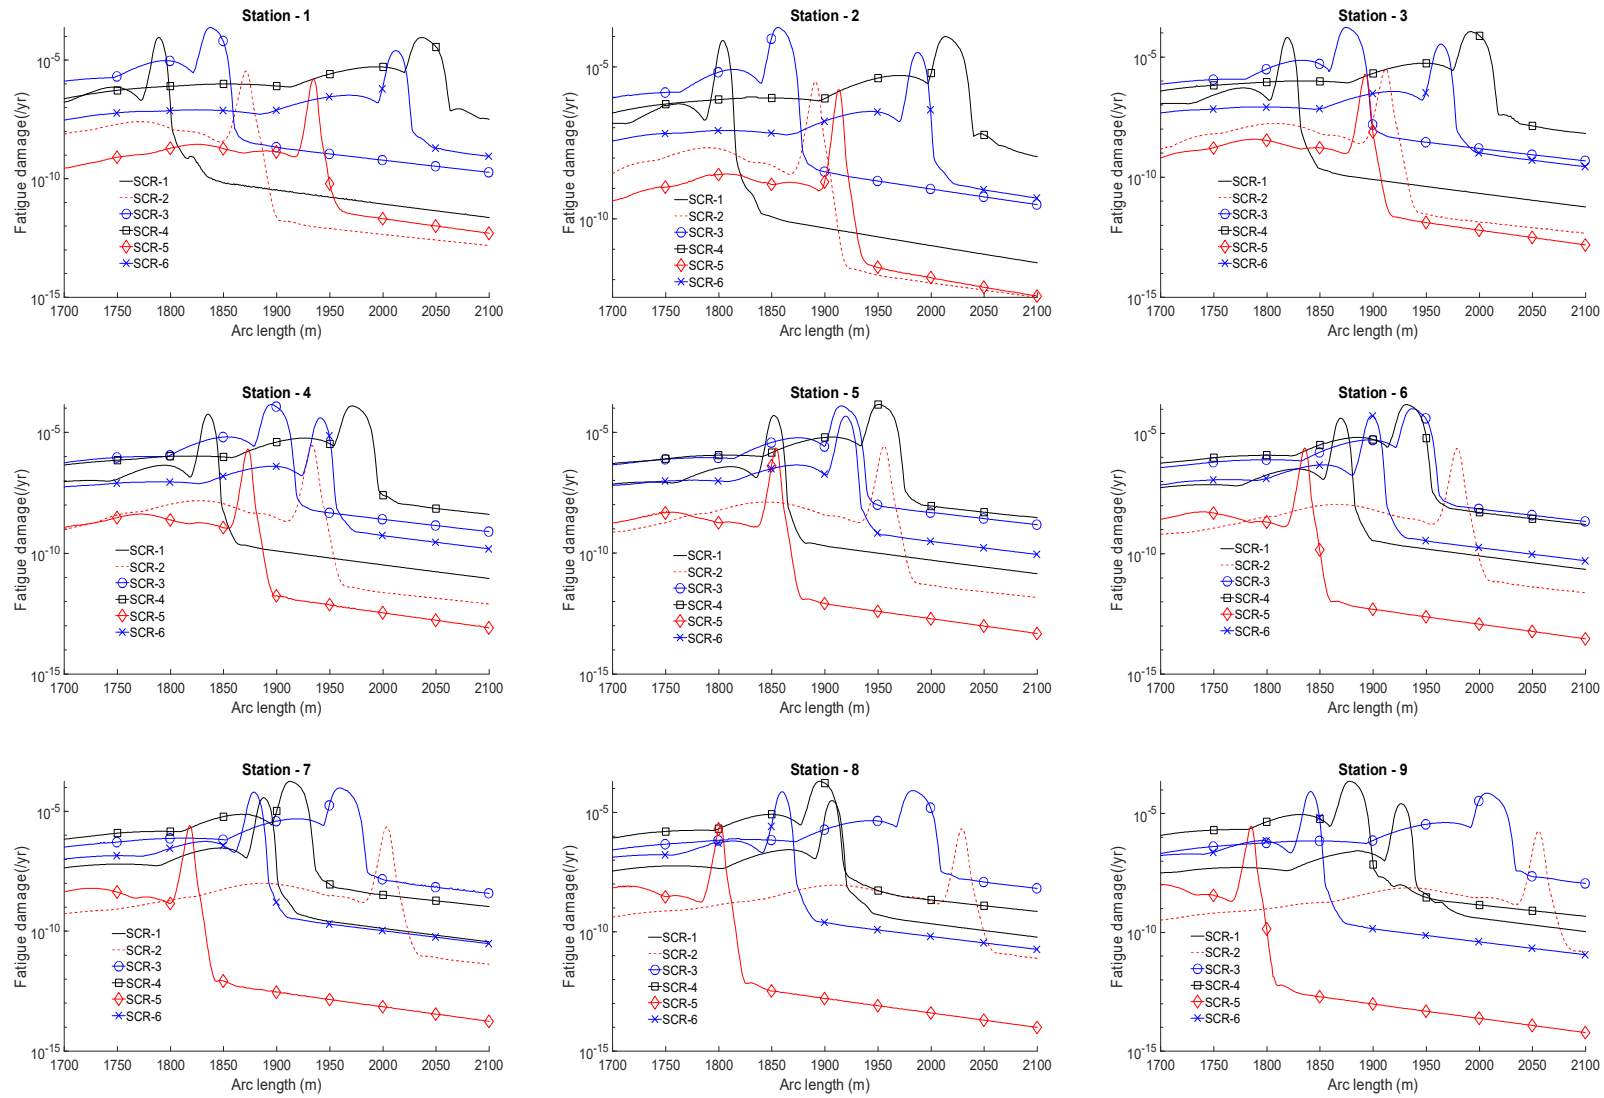 Station - 1
Fatigue damage(/yr)
10-5
10-10
10-15
SCR-1
SCR-2
SCR-3
SCR-4
SCR-5
SCR-6
1700 1750 1800 1850 1900 1950 2000 2050 2100
Arc length (m)
Station - 2
Fatigue damage(/yr)
10-5
10-10
SCR-1
SCR-2
SCR-3
SCR-4
SCR-5
SCR-6
1700 1750 1800 1850 1900 1950 2000 2050 2100
Arc length (m)
Station - 3
Fatigue damage(/yr)
10-5
10-10
10-15
SCR-1
SCR-2
SCR-3
SCR-4
SCR-5
SCR-6
1700 1750 1800 1850 1900 1950 2000 2050 2100
Arc length (m)
Station - 4
Fatigue damage(/yr)
10-5
10-10
10-15
SCR-1
SCR-2
SCR-3
SCR-4
SCR-5
SCR-6
1700 1750 1800 1850 1900 1950 2000 2050 2100
Arc length (m)
Station - 5
Fatigue damage(/yr)
10-5
10-10
10-15
SCR-1
SCR-2
SCR-3
SCR-4
SCR-5
SCR-6
1700 1750 1800 1850 1900 1950 2000 2050 2100
Arc length (m)
Station - 6
Fatigue damage(/yr)
10-5
10-10
10-15
SCR-1
SCR-2
SCR-3
SCR-4
SCR-5
SCR-6
1700 1750 1800 1850 1900 1950 2000 2050 2100
Arc length (m)
Station - 7
Fatigue damage(/yr)
10-5
10-10
10-15
SCR-1
SCR-2
SCR-3
SCR-4
SCR-5
SCR-6
1700 1750 1800 1850 1900 1950 2000 2050 2100
Arc length (m)
Station - 8
Fatigue damage(/yr)
10-5
10-10
10-15
SCR-1
SCR-2
SCR-3
SCR-4
SCR-5
SCR-6
1700 1750 1800 1850 1900 1950 2000 2050 2100
Arc length (m)
Station - 9
Fatigue damage(/yr)
10-5
10-10
10-15
SCR-1
SCR-2
SCR-3
SCR-4
SCR-5
SCR-6
1700 1750 1800 1850 1900 1950 2000 2050 2100
Arc length (m)